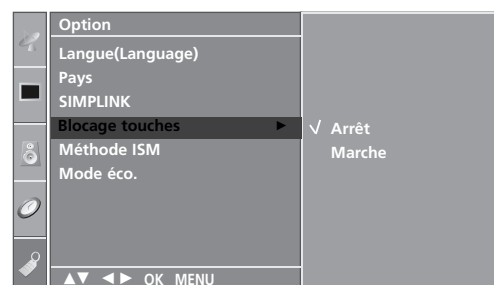 Option
Langue(Language)
Pays
SIMPLINK
Blocage touches ►
√ Arrêt
Marche
Méthode ISM
Mode éco.
▲▼ ◄► OK MENU